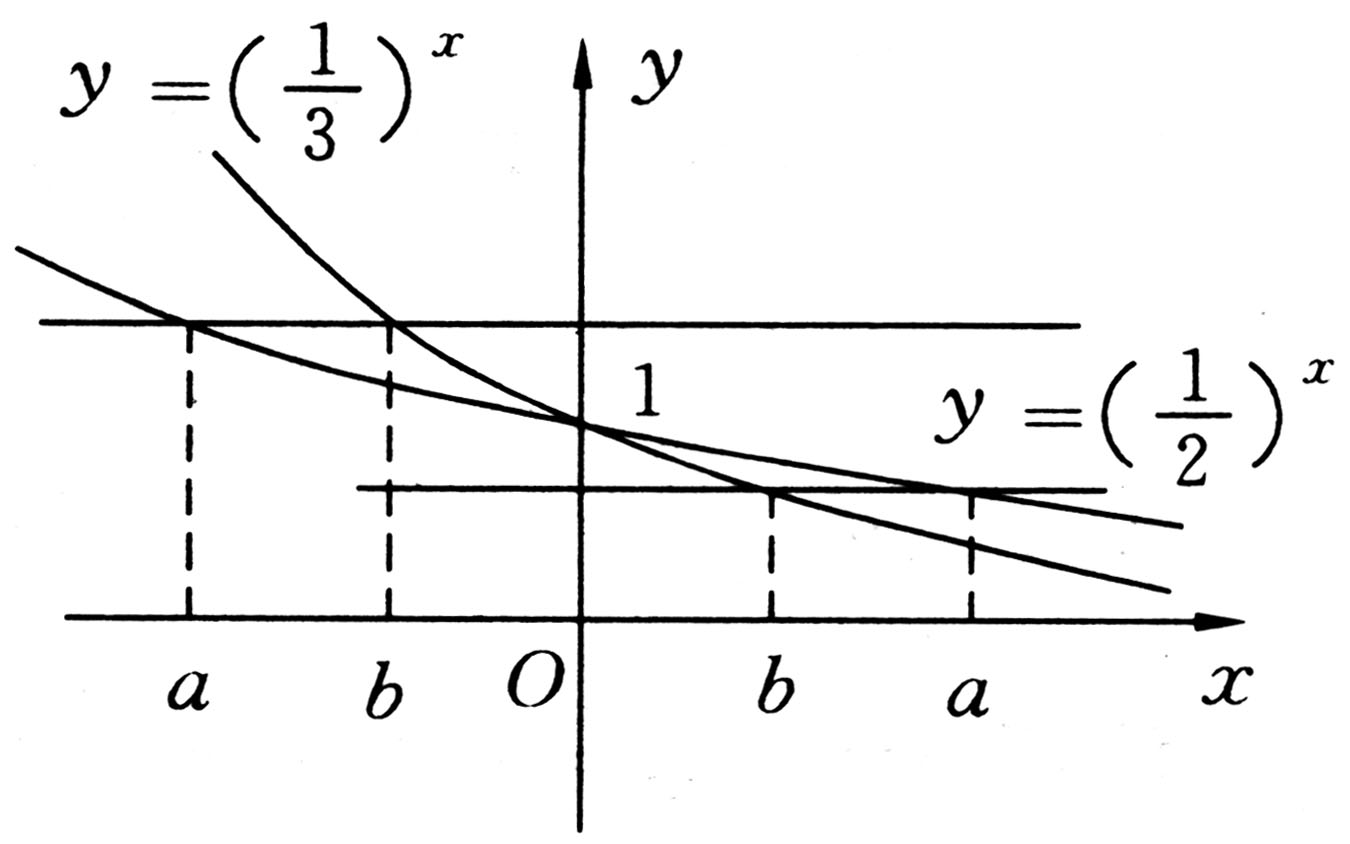 y = (1/3)^x
y
1
y = (1/2)^x
a b O b a x